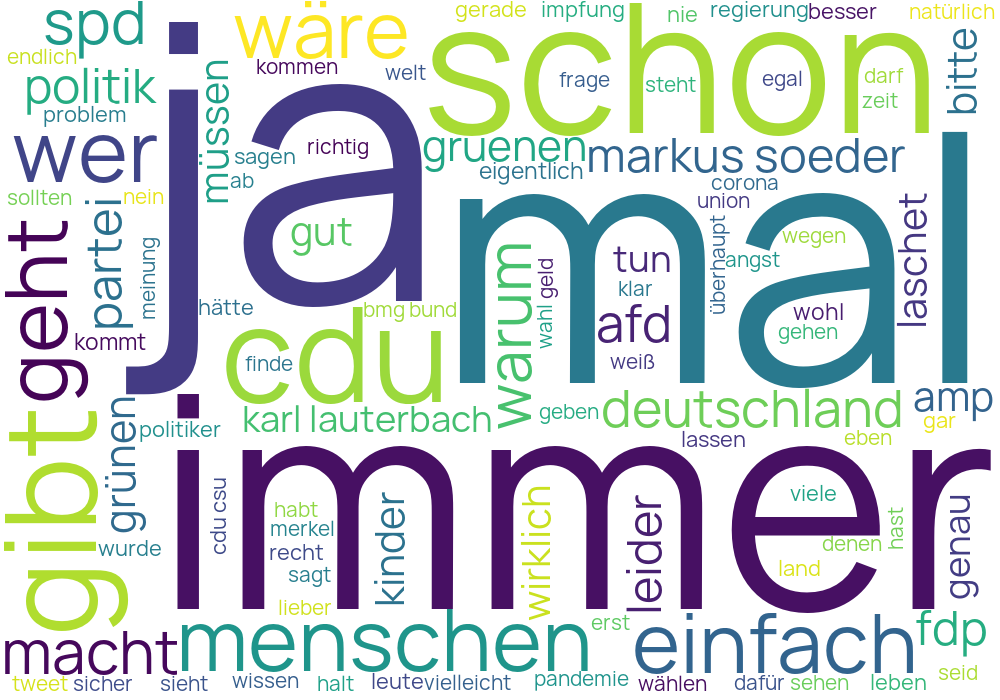 spd
wäre
gerade
impfung
nie
regierung
besser
natürlich
endlich
kommen
welt
schon
frage
steht
egal
darf
zeit
bitte
politik
problem
müssen
ja
wer
sagen
richtig
ab
gruenen
eigentlich
markus soeder
corona
union
sollten
nein
partei
meinung
gut
mal
überhaupt
angst
wegen
laschet
geht
kommt
hätte
bmg bund
warum
geld
wahl
tun
klar
afd
weiß
wohl
gehen
cdu
finde
karl lauterbach
geben
deutschland
amp
gar
gibt
grünen
politiker
lassen
eben
immer
wurde
cdu csu
habt
merkel
recht
sagt
lieber
kinder
wirklich
leider
viele
denen
hast
land
genau
macht
menschen
erst
einfach
fdp
tweet
sicher
sieht
wissen
halt
leute
vielleicht
pandemie
wählen
dafür
sehen
leben
seid